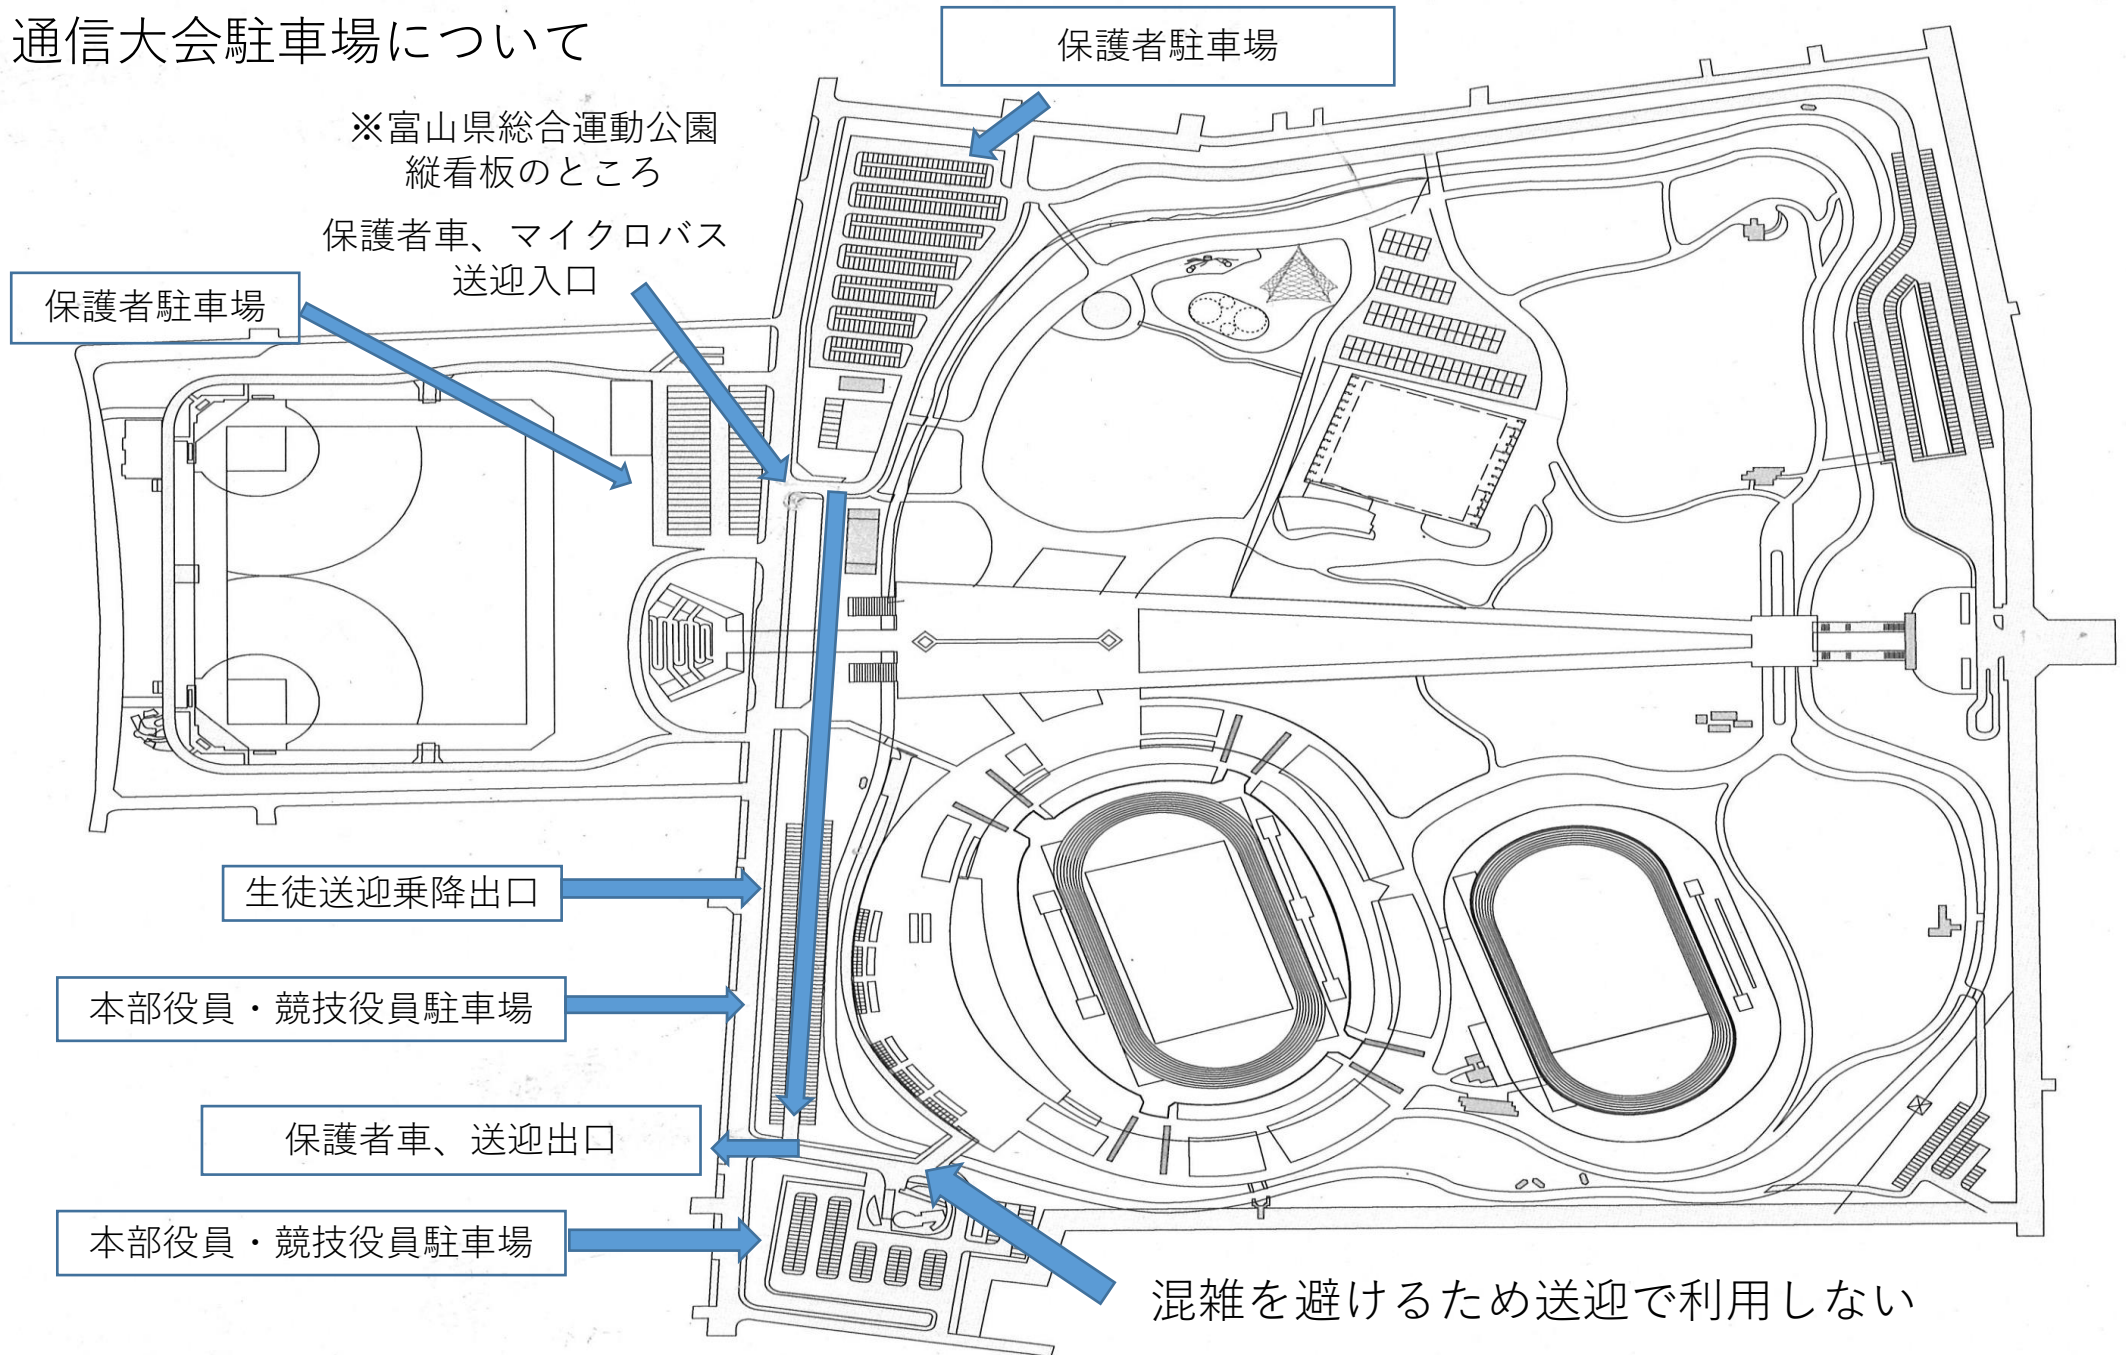 通信大会駐車場について
保護者駐車場
※富山県総合運動公園
縦看板のところ
保護者車、マイクロバス
送迎入口
保護者駐車場
生徒送迎乗降出口
本部役員・競技役員駐車場
保護者車、送迎出口
本部役員・競技役員駐車場
混雑を避けるため送迎で利用しない